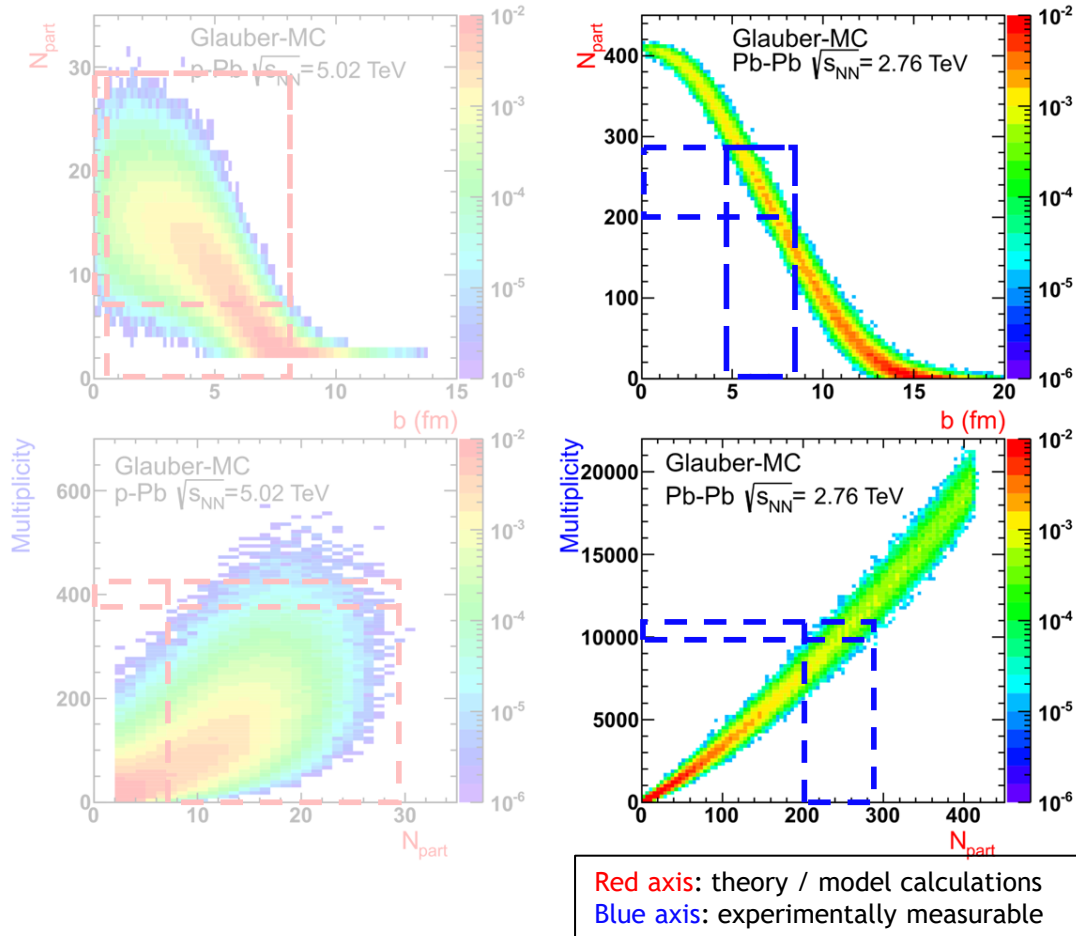 N_part
Glauber-MC
p-Pb √s_NN = 5.02 TeV
30
20
10
0
0 5 10 15
b (fm)
10^-2
10^-3
10^-4
10^-5
10^-6
N_part
Glauber-MC
Pb-Pb √s_NN = 2.76 TeV
400
300
200
100
0
0 5 10 15 20
b (fm)
10^-2
10^-3
10^-4
10^-5
10^-6
Multiplicity
Glauber-MC
p-Pb √s_NN = 5.02 TeV
600
400
200
0
0 10 20 30
N_part
10^-2
10^-3
10^-4
10^-5
10^-6
Multiplicity
Glauber-MC
Pb-Pb √s_NN = 2.76 TeV
20000
15000
10000
5000
0
0 100 200 300 400
N_part
10^-2
10^-3
10^-4
10^-5
10^-6
Red axis: theory / model calculations
Blue axis: experimentally measurable